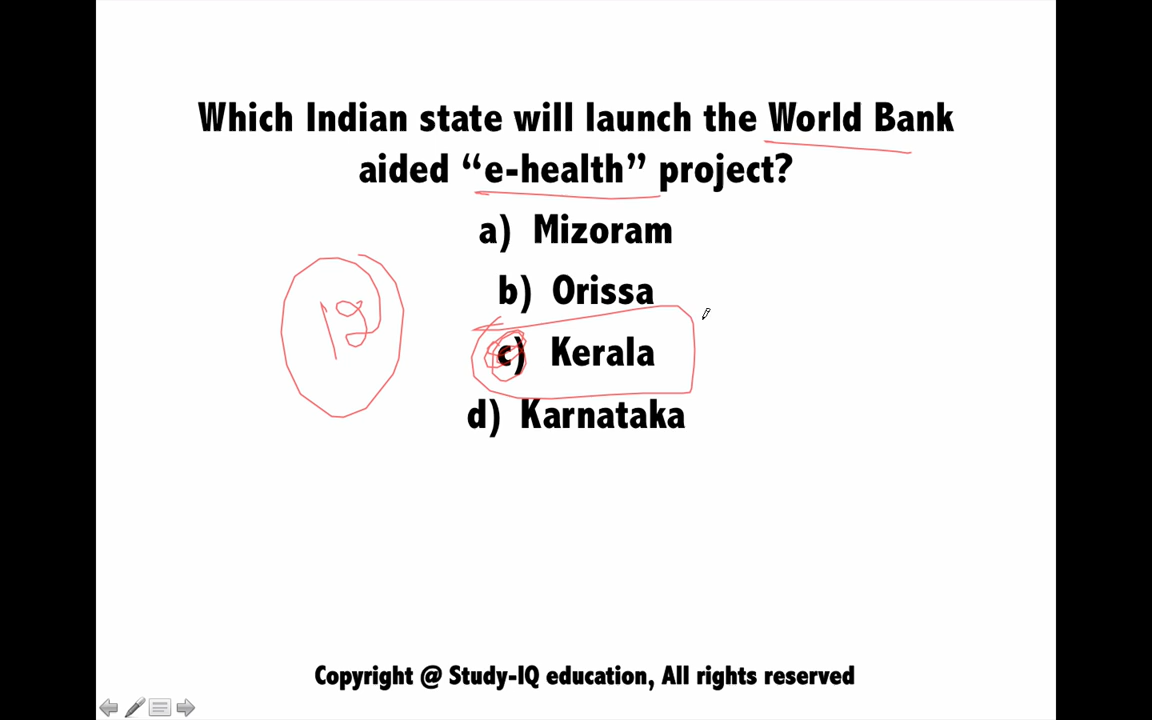 Which Indian state will launch the World Bank
aided “e-health” project?
a) Mizoram
b) Orissa
c) Kerala
d) Karnataka
Copyright @ Study-IQ education, All rights reserved